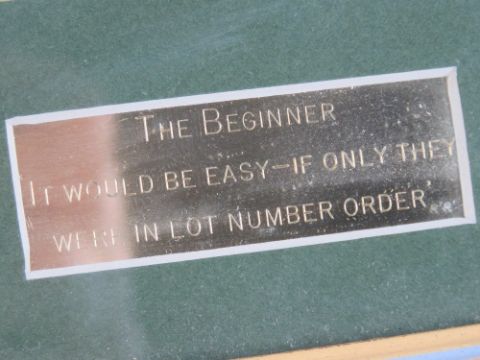 THE BEGINNER
IT WOULD BE EASY—IF ONLY THEY
WERE IN LOT NUMBER ORDER..